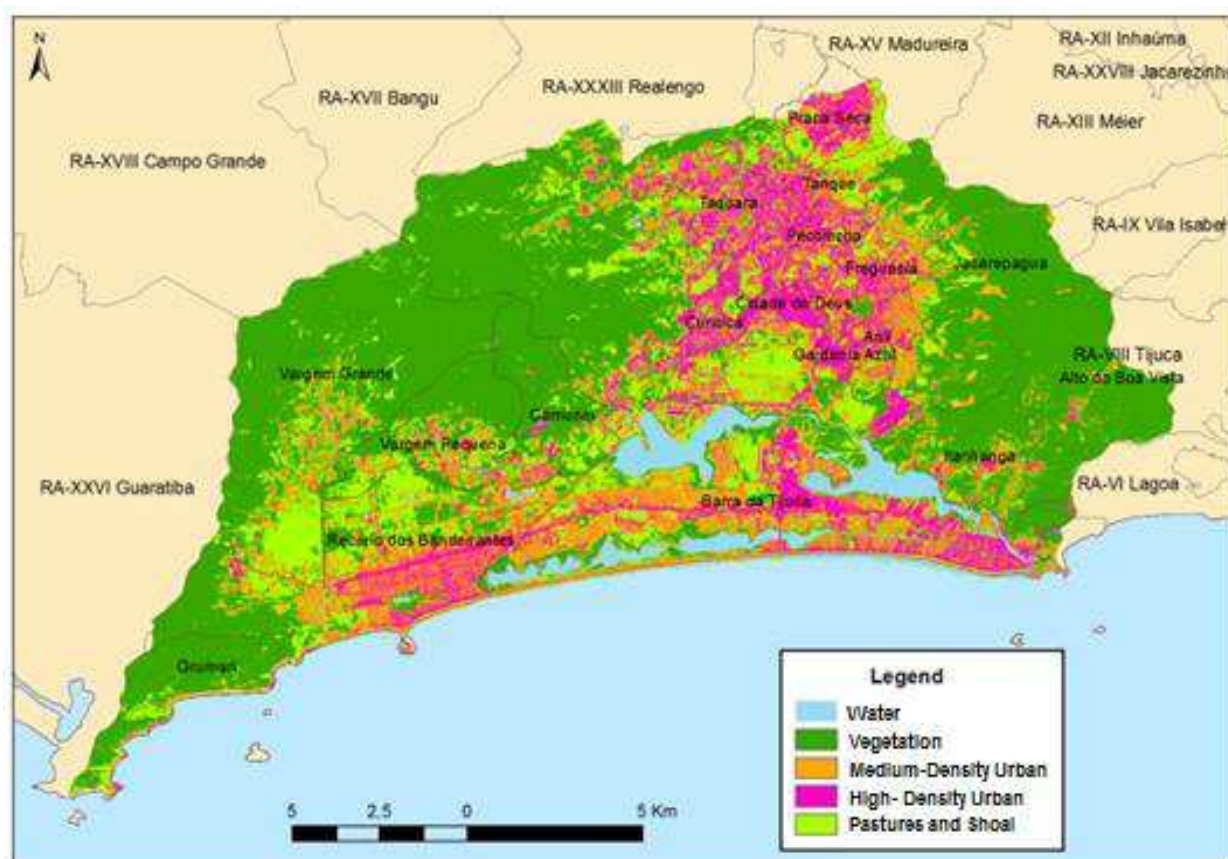 N
RA-XV Madureira
RA-XII Inhaúma
RA-XVII Bangu
RA-XXXIII Realengo
RA-XXVIII Jacarezinho
RA-XVIII Campo Grande
Praca Seca
RA-XIII Meier
Tanque
Taquara
RA-IX Vila Isabel
Pechincha
Freguesia
Jacarepagua
Cidade de Deus
Curicica
Anil
Gardenia Azul
RA-VIII Tijuca
Alto da Boa Vista
Vargem Grande
Camorim
Vargem Pequena
Itanhanga
RA-XXVI Guaratiba
RA-VI Lagoa
Barra da Tijuca
Recreio dos Bandeirantes
Grumari
Legend
Water
Vegetation
Medium-Density Urban
High- Density Urban
Pastures and Shoal
5 2,5 0 5 Km